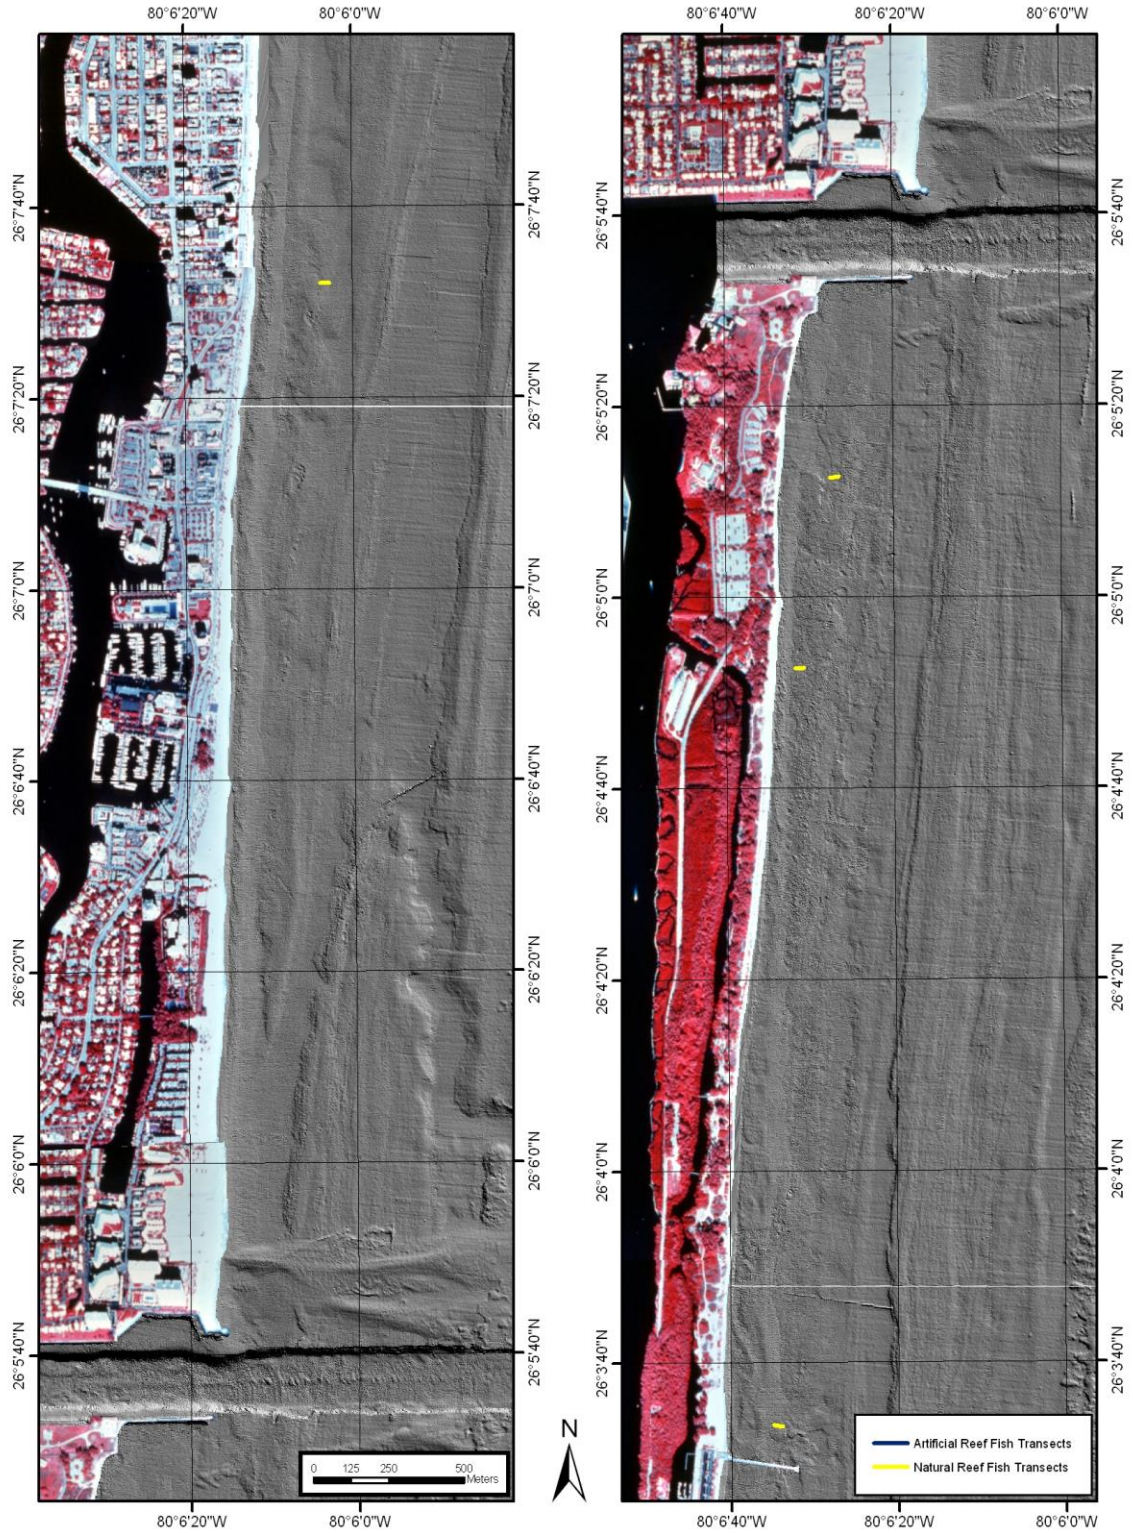 80°6'20"W 80°6'0"W 80°6'40"W 80°6'20"W 80°6'0"W
26°7'40"N 26°7'40"N 26°5'40"N 26°5'40"N
26°7'20"N 26°7'20"N 26°5'20"N 26°5'20"N
26°7'0"N 26°7'0"N 26°5'0"N 26°5'0"N
26°6'40"N 26°6'40"N 26°4'40"N 26°4'40"N
26°6'20"N 26°6'20"N 26°4'20"N 26°4'20"N
26°6'0"N 26°6'0"N 26°4'0"N 26°4'0"N
26°5'40"N 26°5'40"N 26°3'40"N 26°3'40"N
N
0 125 250 500
Meters
Artificial Reef Fish Transects
Natural Reef Fish Transects
80°6'20"W 80°6'0"W 80°6'40"W 80°6'20"W 80°6'0"W